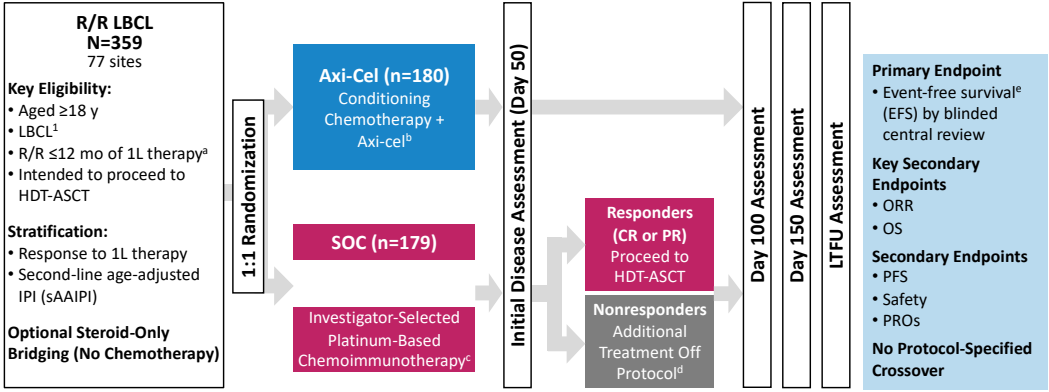 R/R LBCL
N=359
77 sites
Key Eligibility:
• Aged ≥18 y
• LBCL¹
• R/R ≤12 mo of 1L therapyᵃ
• Intended to proceed to
HDT-ASCT
Stratification:
• Response to 1L therapy
• Second-line age-adjusted
IPI (sAAIPI)
Optional Steroid-Only
Bridging (No Chemotherapy)
1:1 Randomization
Axi-Cel (n=180)
Conditioning
Chemotherapy +
Axi-celᵇ
SOC (n=179)
Investigator-Selected
Platinum-Based
Chemoimmunotherapyᶜ
Initial Disease Assessment (Day 50)
Responders
(CR or PR)
Proceed to
HDT-ASCT
Nonresponders
Additional
Treatment Off
Protocolᵈ
Day 100 Assessment
Day 150 Assessment
LTFU Assessment
Primary Endpoint
• Event-free survivalᵉ
(EFS) by blinded
central review
Key Secondary
Endpoints
• ORR
• OS
Secondary Endpoints
• PFS
• Safety
• PROs
No Protocol-Specified
Crossover